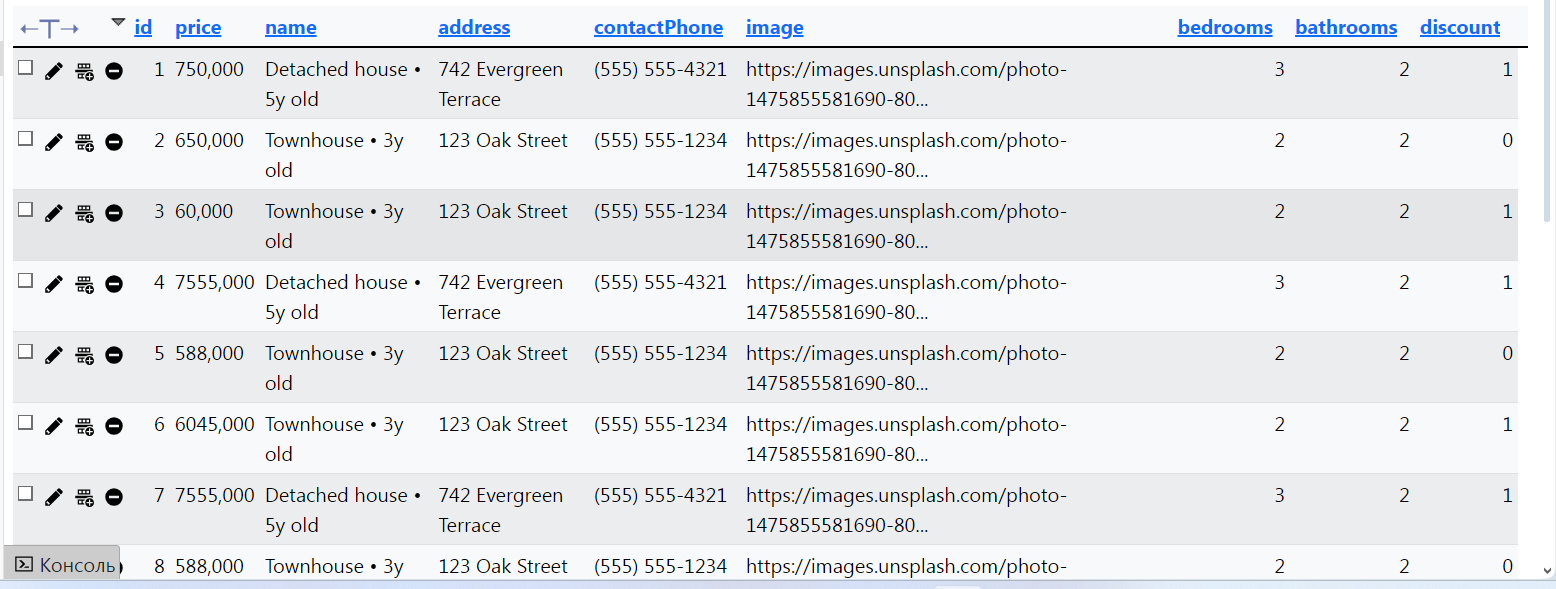 ←T→ id price name address contactPhone image bedrooms bathrooms discount
1 750,000 Detached house • 742 Evergreen (555) 555-4321 https://images.unsplash.com/photo- 3 2 1
5y old Terrace 1475855581690-80...
2 650,000 Townhouse • 3y 123 Oak Street (555) 555-1234 https://images.unsplash.com/photo- 2 2 0
old 1475855581690-80...
3 60,000 Townhouse • 3y 123 Oak Street (555) 555-1234 https://images.unsplash.com/photo- 2 2 1
old 1475855581690-80...
4 7555,000 Detached house • 742 Evergreen (555) 555-4321 https://images.unsplash.com/photo- 3 2 1
5y old Terrace 1475855581690-80...
5 588,000 Townhouse • 3y 123 Oak Street (555) 555-1234 https://images.unsplash.com/photo- 2 2 0
old 1475855581690-80...
6 6045,000 Townhouse • 3y 123 Oak Street (555) 555-1234 https://images.unsplash.com/photo- 2 2 1
old 1475855581690-80...
7 7555,000 Detached house • 742 Evergreen (555) 555-4321 https://images.unsplash.com/photo- 3 2 1
5y old Terrace 1475855581690-80...
Консоль 8 588,000 Townhouse • 3y 123 Oak Street (555) 555-1234 https://images.unsplash.com/photo- 2 2 0